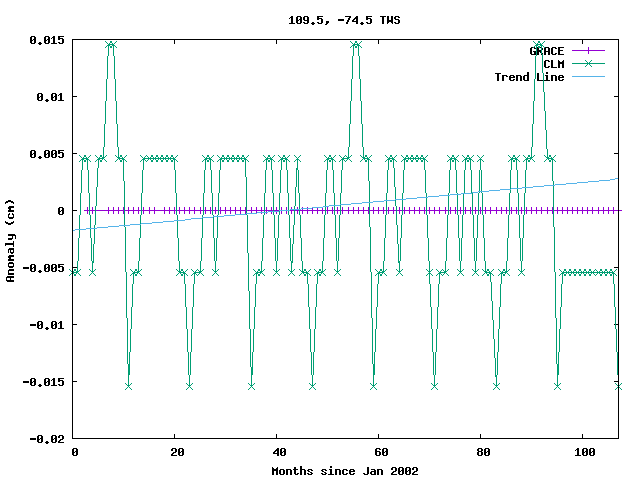 109.5, -74.5 TWS
GRACE
CLM
Trend Line
0.015
0.01
0.005
0
-0.005
-0.01
-0.015
-0.02
Anomaly (cm)
0 20 40 60 80 100
Months since Jan 2002